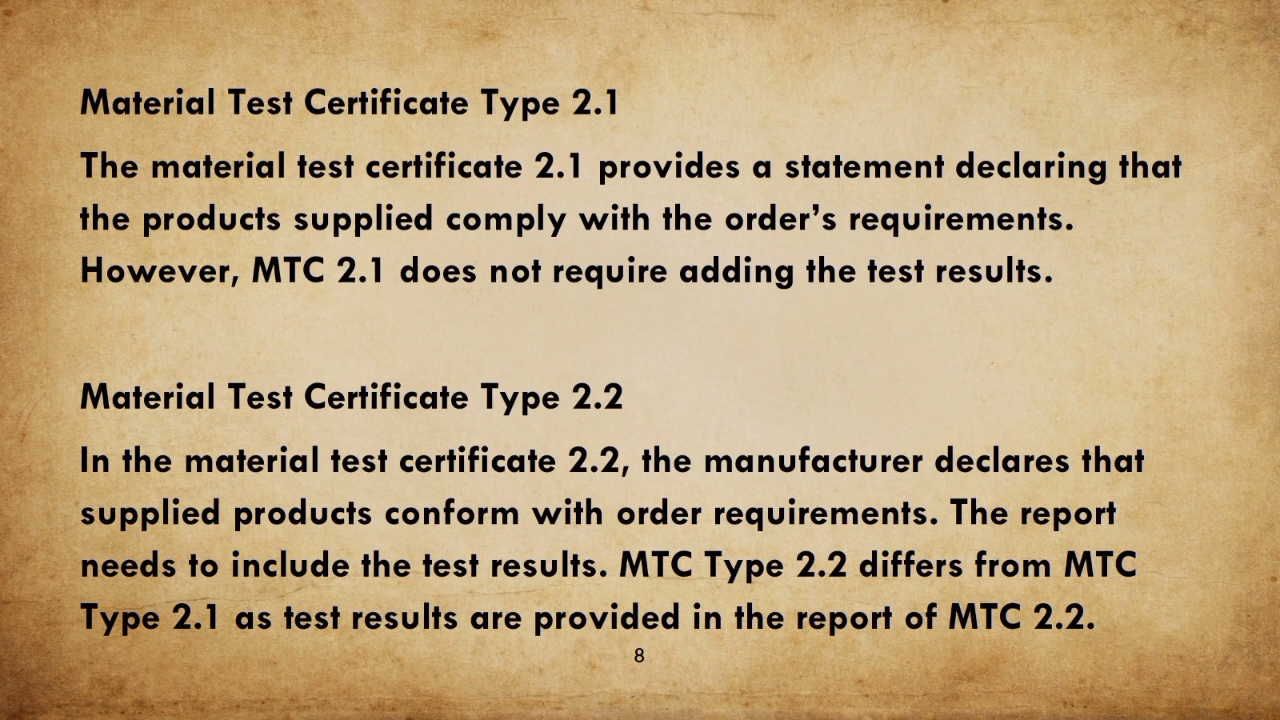 Material Test Certificate Type 2.1
The material test certificate 2.1 provides a statement declaring that
the products supplied comply with the order’s requirements.
However, MTC 2.1 does not require adding the test results.
Material Test Certificate Type 2.2
In the material test certificate 2.2, the manufacturer declares that
supplied products conform with order requirements. The report
needs to include the test results. MTC Type 2.2 differs from MTC
Type 2.1 as test results are provided in the report of MTC 2.2.
8